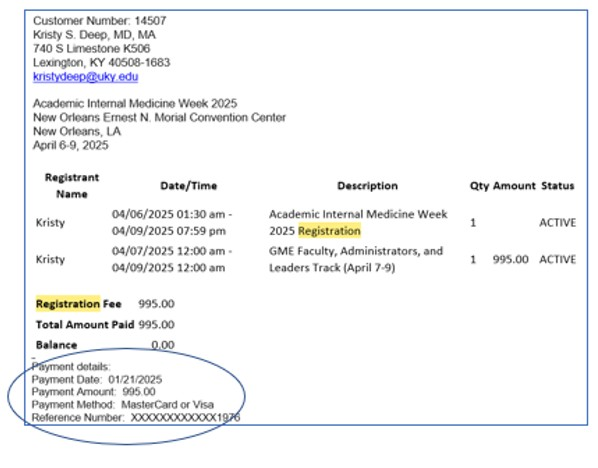 Customer Number: 14507
Kristy S. Deep, MD, MA
740 S Limestone K506
Lexington, KY 40508-1683
kristydeep@uky.edu
Academic Internal Medicine Week 2025
New Orleans Ernest N. Morial Convention Center
New Orleans, LA
April 6-9, 2025
Registrant Name Date/Time Description Qty Amount Status
Kristy 04/06/2025 01:30 am - Academic Internal Medicine Week 1 ACTIVE
04/09/2025 07:59 pm 2025 Registration
Kristy 04/07/2025 12:00 am - GME Faculty, Administrators, and 1 995.00 ACTIVE
04/09/2025 12:00 am Leaders Track (April 7-9)
Registration Fee 995.00
Total Amount Paid 995.00
Balance 0.00
Payment details:
Payment Date: 01/21/2025
Payment Amount: 995.00
Payment Method: MasterCard or Visa
Reference Number: XXXXXXXXXXXX1976